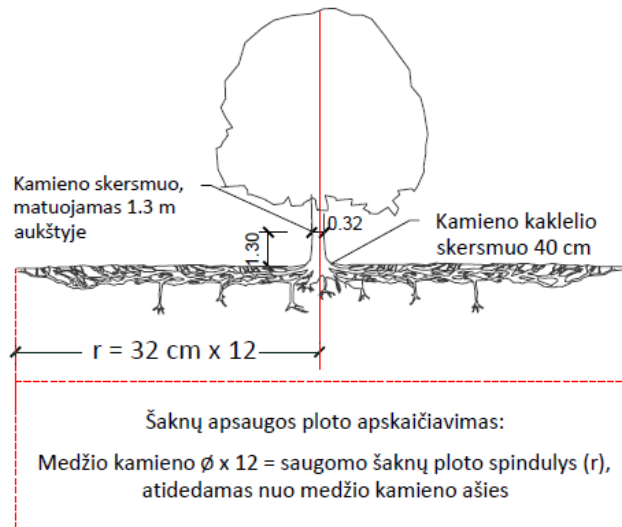 Kamieno skersmuo,
matuojamas 1.3 m
aukštyje
0.32
1.30
Kamieno kaklelio
skersmuo 40 cm
r = 32 cm x 12
Šaknų apsaugos ploto apskaičiavimas:
Medžio kamieno ø x 12 = saugomo šaknų ploto spindulys (r),
atidedamas nuo medžio kamieno ašies